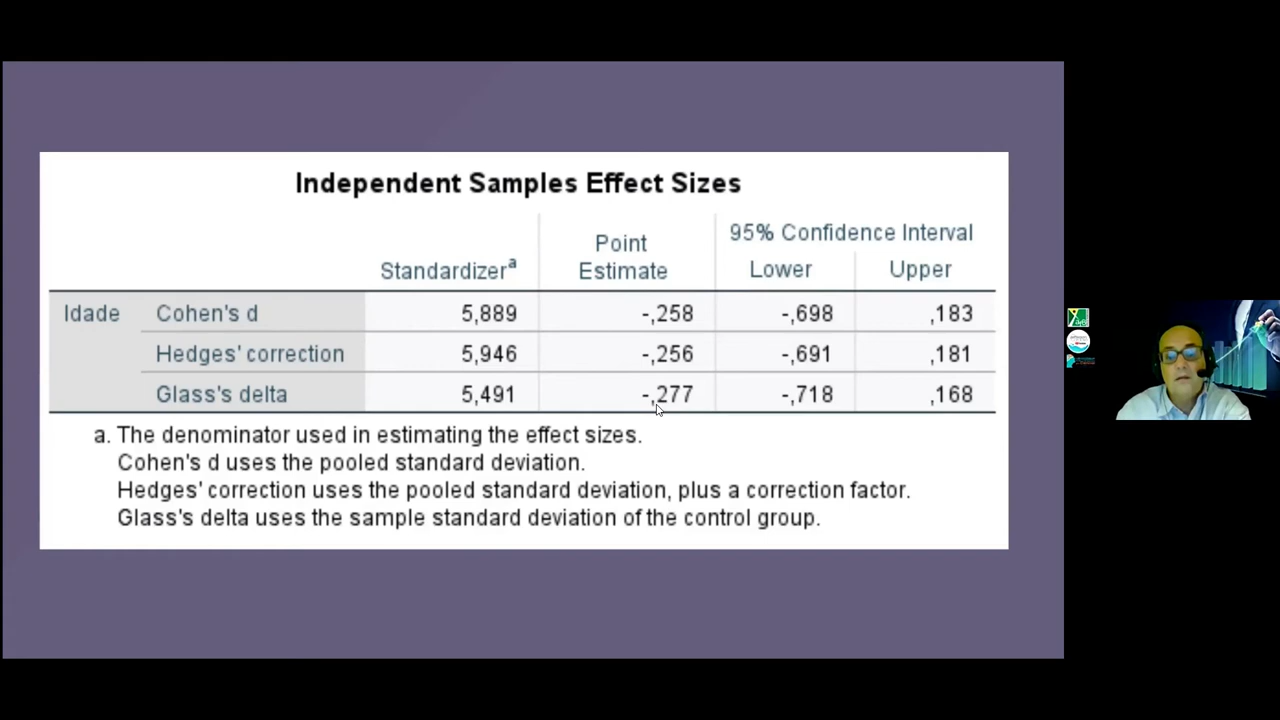 Independent Samples Effect Sizes
Standardizerᵃ Point Estimate 95% Confidence Interval Lower Upper
Idade Cohen's d 5,889 -,258 -,698 ,183
Hedges' correction 5,946 -,256 -,691 ,181
Glass's delta 5,491 -,277 -,718 ,168
a. The denominator used in estimating the effect sizes.
Cohen's d uses the pooled standard deviation.
Hedges' correction uses the pooled standard deviation, plus a correction factor.
Glass's delta uses the sample standard deviation of the control group.